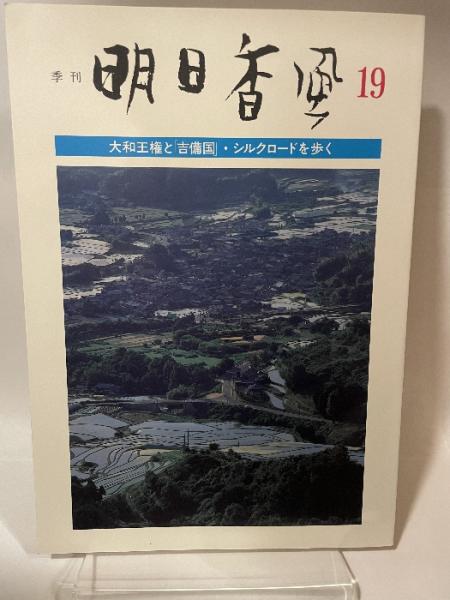 季刊 明日香風 19
大和王権と「吉備国」・シルクロードを歩く